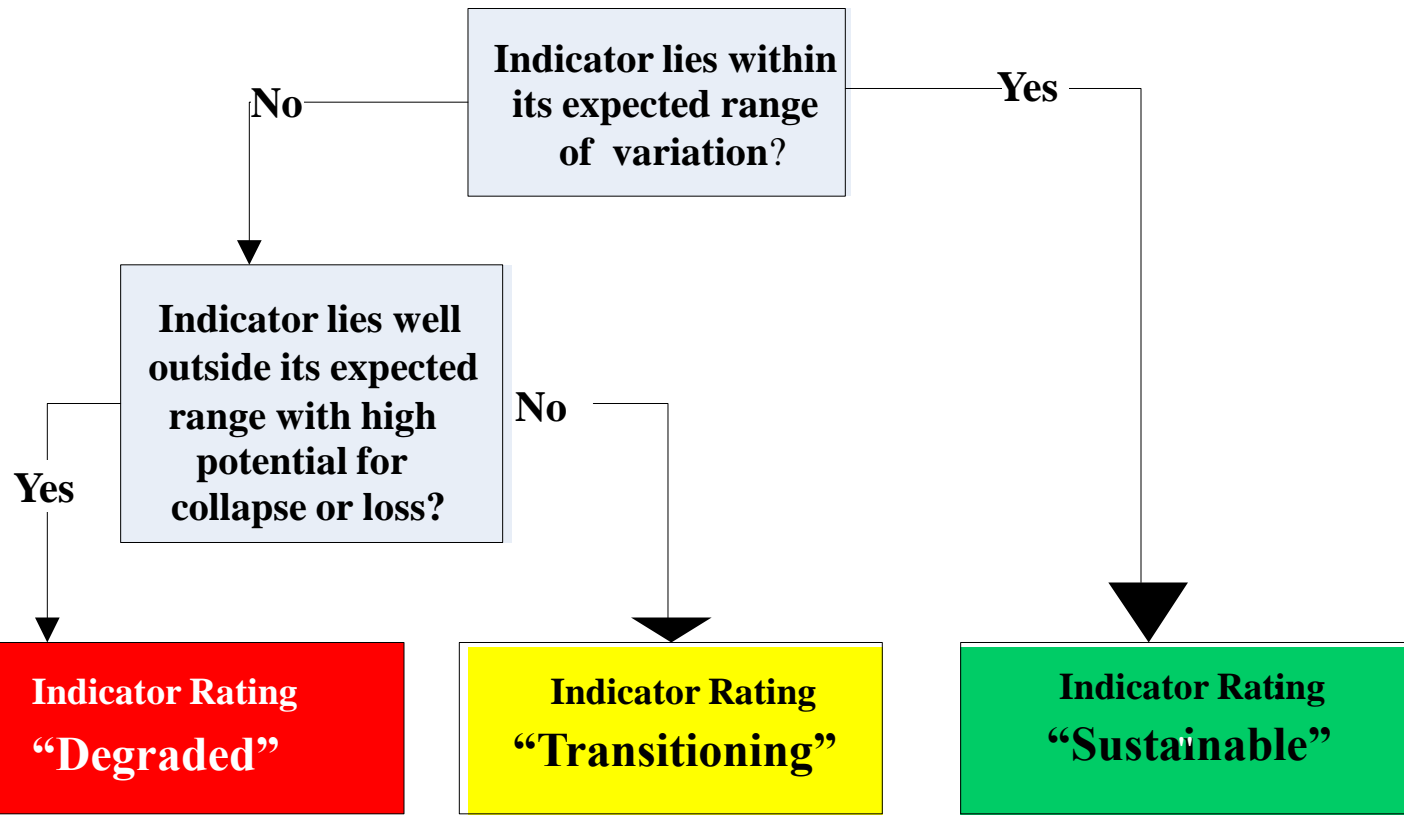 Indicator lies within
its expected range
of variation?
No
Yes
Indicator lies well
outside its expected
range with high
potential for
collapse or loss?
No
Yes
Indicator Rating
“Degraded”
Indicator Rating
“Transitioning”
Indicator Rating
“Sustainable”